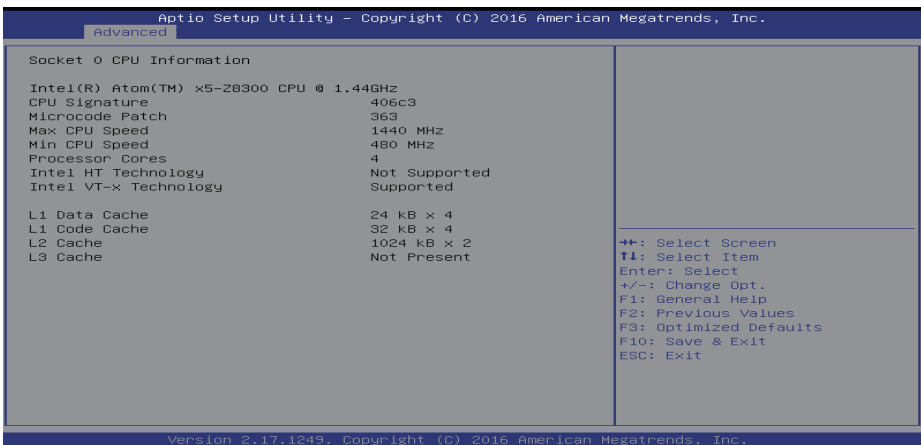 Aptio Setup Utility – Copyright (C) 2016 American Megatrends, Inc.
Advanced
Socket 0 CPU Information
Intel(R) Atom(TM) x5-Z8300 CPU @ 1.44GHz
CPU Signature 406c3
Microcode Patch 363
Max CPU Speed 1440 MHz
Min CPU Speed 480 MHz
Processor Cores 4
Intel HT Technology Not Supported
Intel VT-x Technology Supported
L1 Data Cache 24 kB x 4
L1 Code Cache 32 kB x 4
L2 Cache 1024 kB x 2
L3 Cache Not Present
→←: Select Screen
↑↓: Select Item
Enter: Select
+/-: Change Opt.
F1: General Help
F2: Previous Values
F3: Optimized Defaults
F10: Save & Exit
ESC: Exit
Version 2.17.1249. Copyright (C) 2016 American Megatrends, Inc.